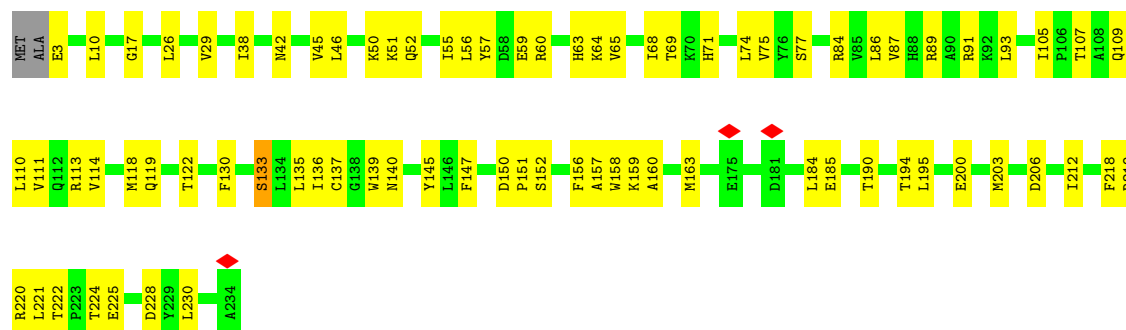 MET ALA E3 L10 G17 L26 V29 I38 N42 V45 L46 K50 K51 Q52 I55 L56 Y57 D58 E59 R60 H63 K64 V65 I68 T69 K70 H71 L74 V75 Y76 S77 R84 V85 L86 V87 H88 R89 A90 R91 K92 L93 I105 P106 T107 A108 Q109
L110 V111 Q112 R113 V114 M118 Q119 T122 F130 S133 L134 L135 I136 C137 G138 W139 N140 Y145 L146 F147 D150 P151 S152 F156 A157 W158 K159 A160 M163 E175 D181 L184 E185 T190 T194 L195 E200 M203 D206 I212 F218
R220 L221 T222 P223 T224 E225 D228 Y229 L230 A234